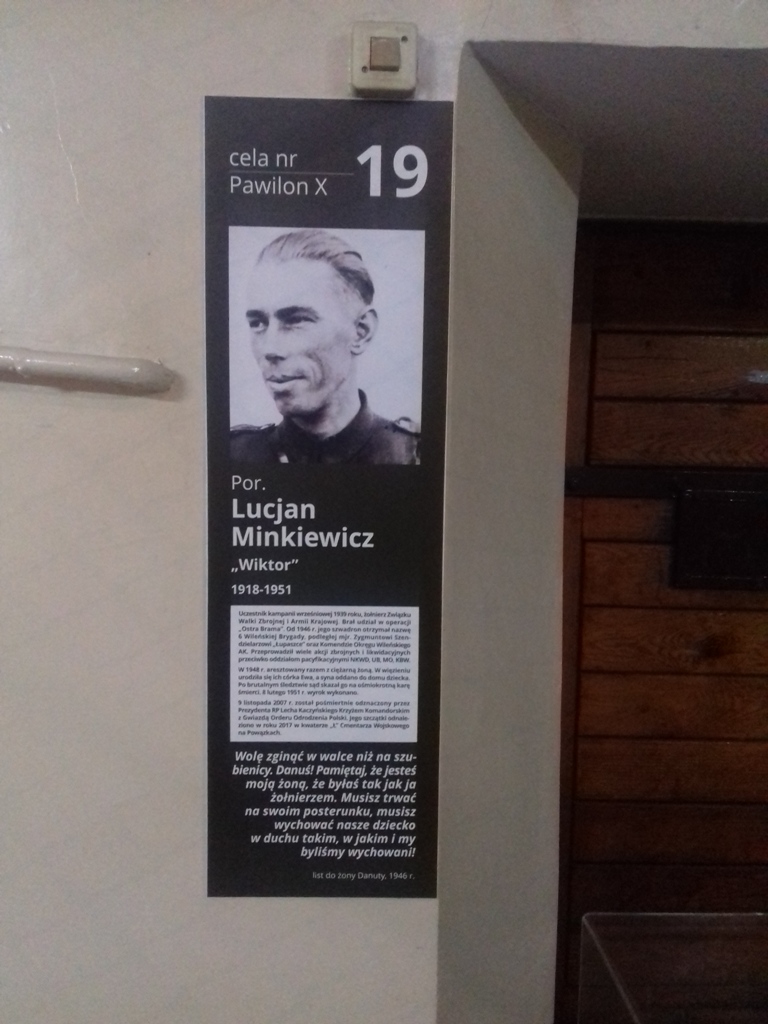 cela nr
Pawilon X
19
Por.
Lucjan
Minkiewicz
„Wiktor”
1918-1951
Uczestnik kampanii wrześniowej 1939 roku, żołnierz Związku
Walki Zbrojnej i Armii Krajowej. Brał udział w operacji
„Ostra Brama”. Od 1946 r. jego szwadron otrzymał nazwę
6 Wileńskiej Brygady, podległej mjr. Zygmuntowi Szen-
dzielarzowi „Łupaszce” oraz Komendzie Okręgu Wileńskiego
AK. Przeprowadził wiele akcji zbrojnych i likwidacyjnych
przeciwko oddziałom pacyfikacyjnym NKWD, UB, MO, KBW.
W 1948 r. aresztowany razem z ciężarną żoną. W więzieniu
urodziła się ich córka Ewa, a syna oddano do domu dziecka.
Po brutalnym śledztwie sąd skazał go na ośmiokrotną karę
śmierci. 8 lutego 1951 r. wyrok wykonano.
9 listopada 2007 r. został pośmiertnie odznaczony przez
Prezydenta RP Lecha Kaczyńskiego Krzyżem Komandorskim
z Gwiazdą Orderu Odrodzenia Polski. Jego szczątki odnale-
ziono w roku 2017 w kwaterze „Ł” Cmentarza Wojskowego
na Powązkach.
Wolę zginąć w walce niż na szu-
bienicy. Danuś! Pamiętaj, że jesteś
moją żoną, że byłaś tak jak ja
żołnierzem. Musisz trwać
na swoim posterunku, musisz
wychować nasze dziecko
w duchu takim, w jakim i my
byliśmy wychowani!
list do żony Danuty, 1946 r.